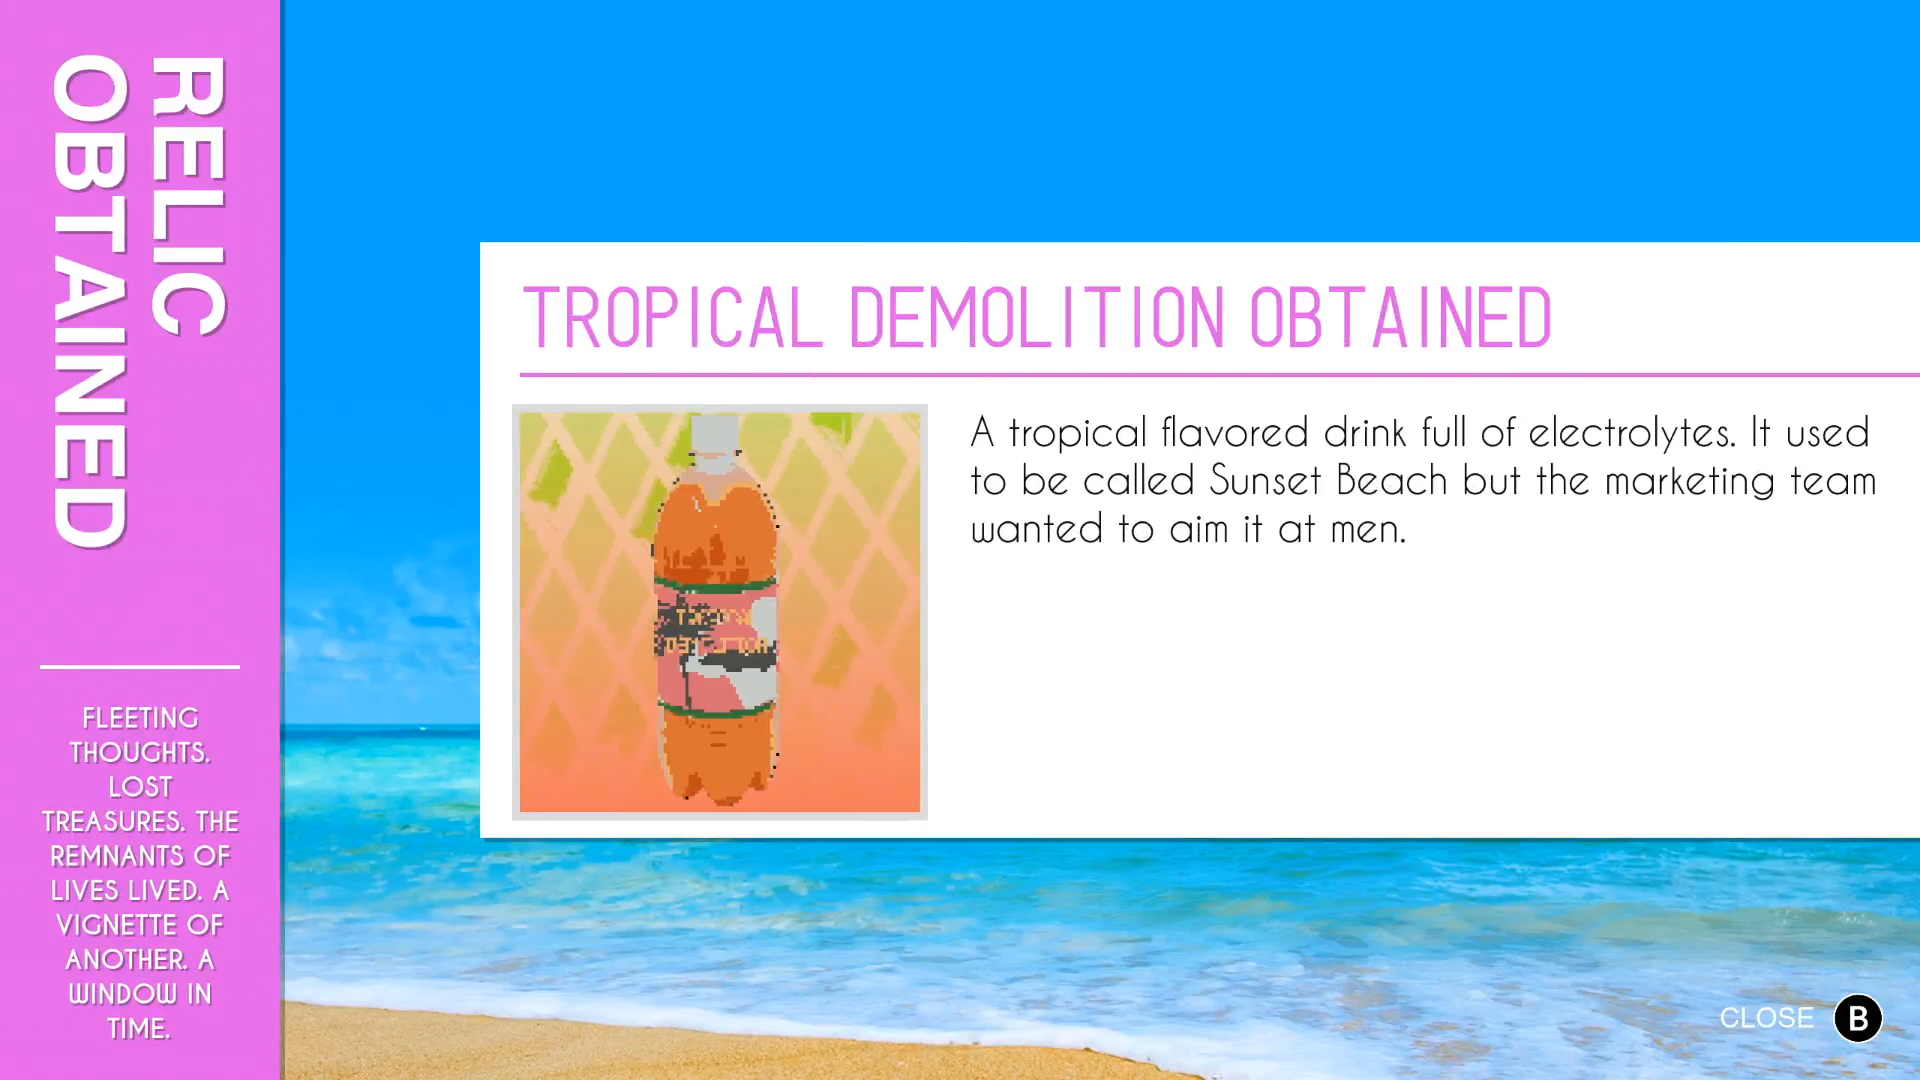 RELIC
OBTAINED
FLEETING
THOUGHTS.
LOST
TREASURES. THE
REMNANTS OF
LIVES LIVED. A
VIGNETTE OF
ANOTHER. A
WINDOW IN
TIME.
TROPICAL DEMOLITION OBTAINED
A tropical flavored drink full of electrolytes. It used
to be called Sunset Beach but the marketing team
wanted to aim it at men.
CLOSE B